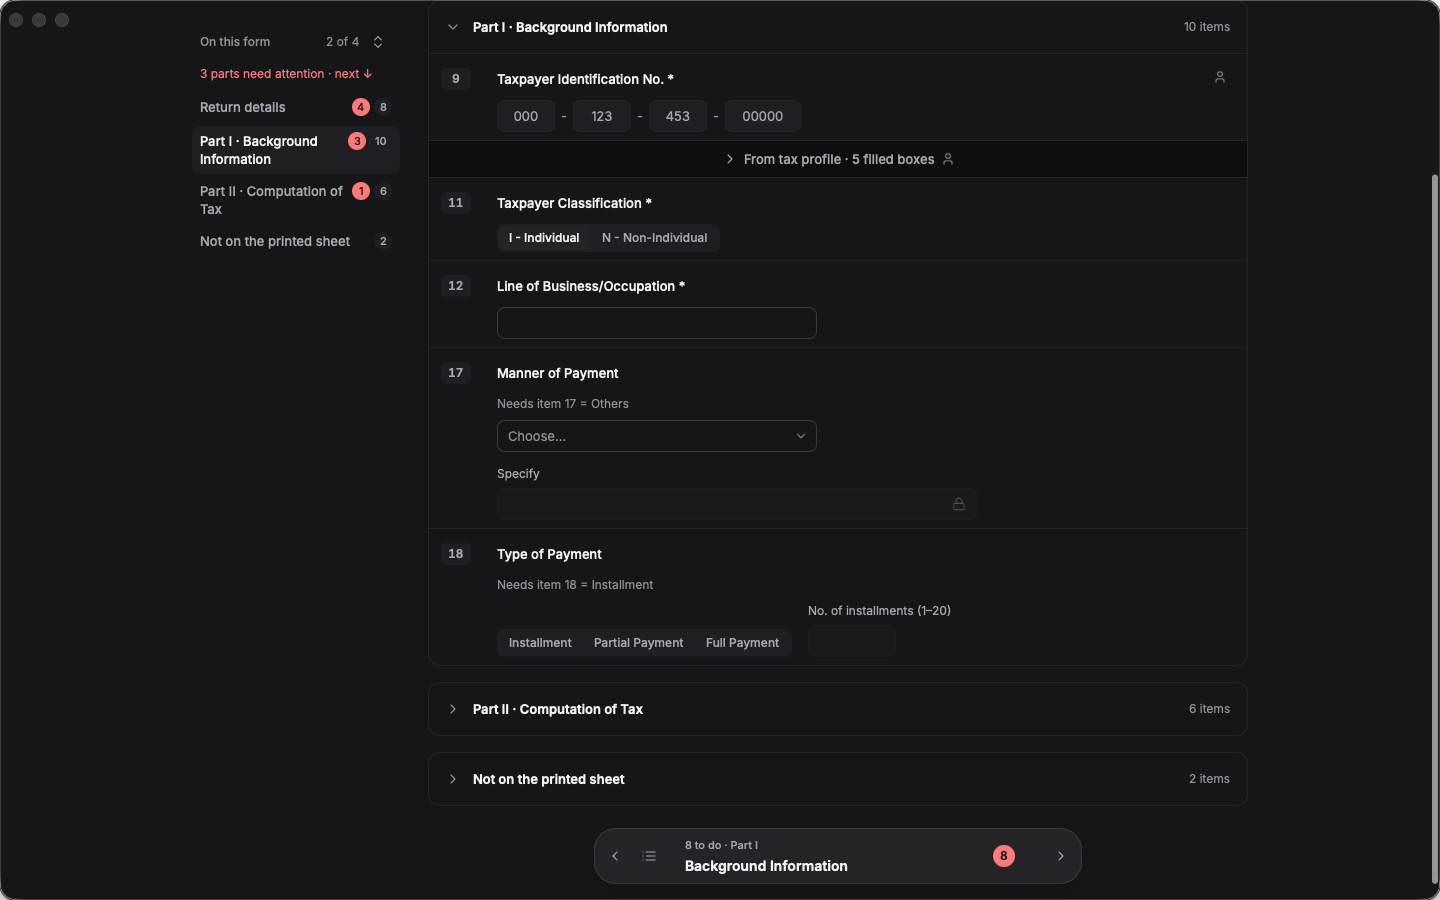 On this form
2 of 4
3 parts need attention · next ↓
Return details
4
8
Part I · Background
Information
3
10
Part II · Computation of
Tax
1
6
Not on the printed sheet
2
Part I · Background Information
10 items
9
Taxpayer Identification No. *
000 - 123 - 453 - 00000
From tax profile · 5 filled boxes
11
Taxpayer Classification *
I - Individual
N - Non-Individual
12
Line of Business/Occupation *
17
Manner of Payment
Needs item 17 = Others
Choose...
Specify
18
Type of Payment
Needs item 18 = Installment
No. of installments (1–20)
Installment
Partial Payment
Full Payment
Part II · Computation of Tax
6 items
Not on the printed sheet
2 items
8 to do · Part I
Background Information
8